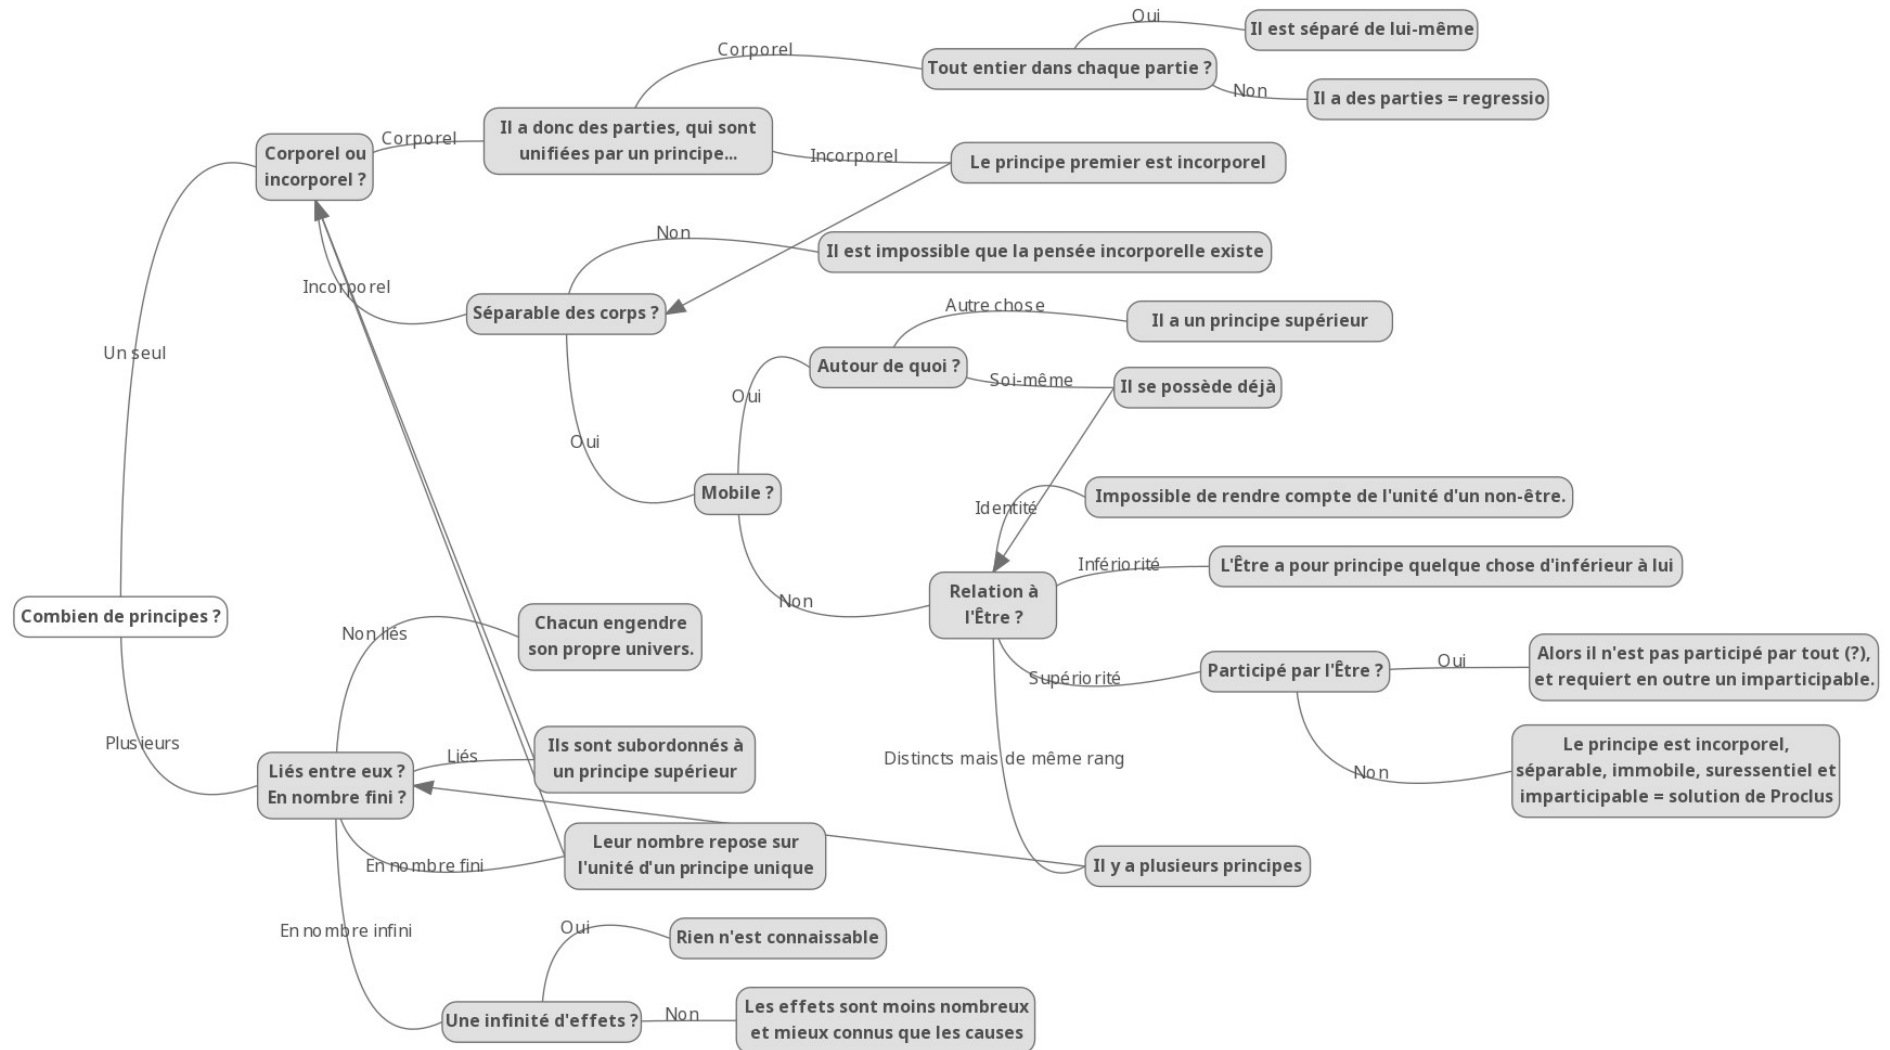 Combien de principes ?
Un seul
Corporel ou
incorporel ?
Corporel
Il a donc des parties, qui sont
unifiées par un principe...
Corporel
Tout entier dans chaque partie ?
Oui
Il est séparé de lui-même
Non
Il a des parties = regressio
Incorporel
Le principe premier est incorporel
Incorporel
Séparable des corps ?
Non
Il est impossible que la pensée incorporelle existe
Oui
Mobile ?
Oui
Autour de quoi ?
Autre chose
Il a un principe supérieur
Soi-même
Il se possède déjà
Non
Relation à
l'Être ?
Identité
Impossible de rendre compte de l'unité d'un non-être.
Infériorité
L'Être a pour principe quelque chose d'inférieur à lui
Supériorité
Participé par l'Être ?
Oui
Alors il n'est pas participé par tout (?),
et requiert en outre un imparticipable.
Non
Le principe est incorporel,
séparable, immobile, suressentiel et
imparticipable = solution de Proclus
Distincts mais de même rang
Il y a plusieurs principes
Plusieurs
Liés entre eux ?
En nombre fini ?
Non liés
Chacun engendre
son propre univers.
Liés
Ils sont subordonnés à
un principe supérieur
En nombre fini
Leur nombre repose sur
l'unité d'un principe unique
En nombre infini
Une infinité d'effets ?
Oui
Rien n'est connaissable
Non
Les effets sont moins nombreux
et mieux connus que les causes